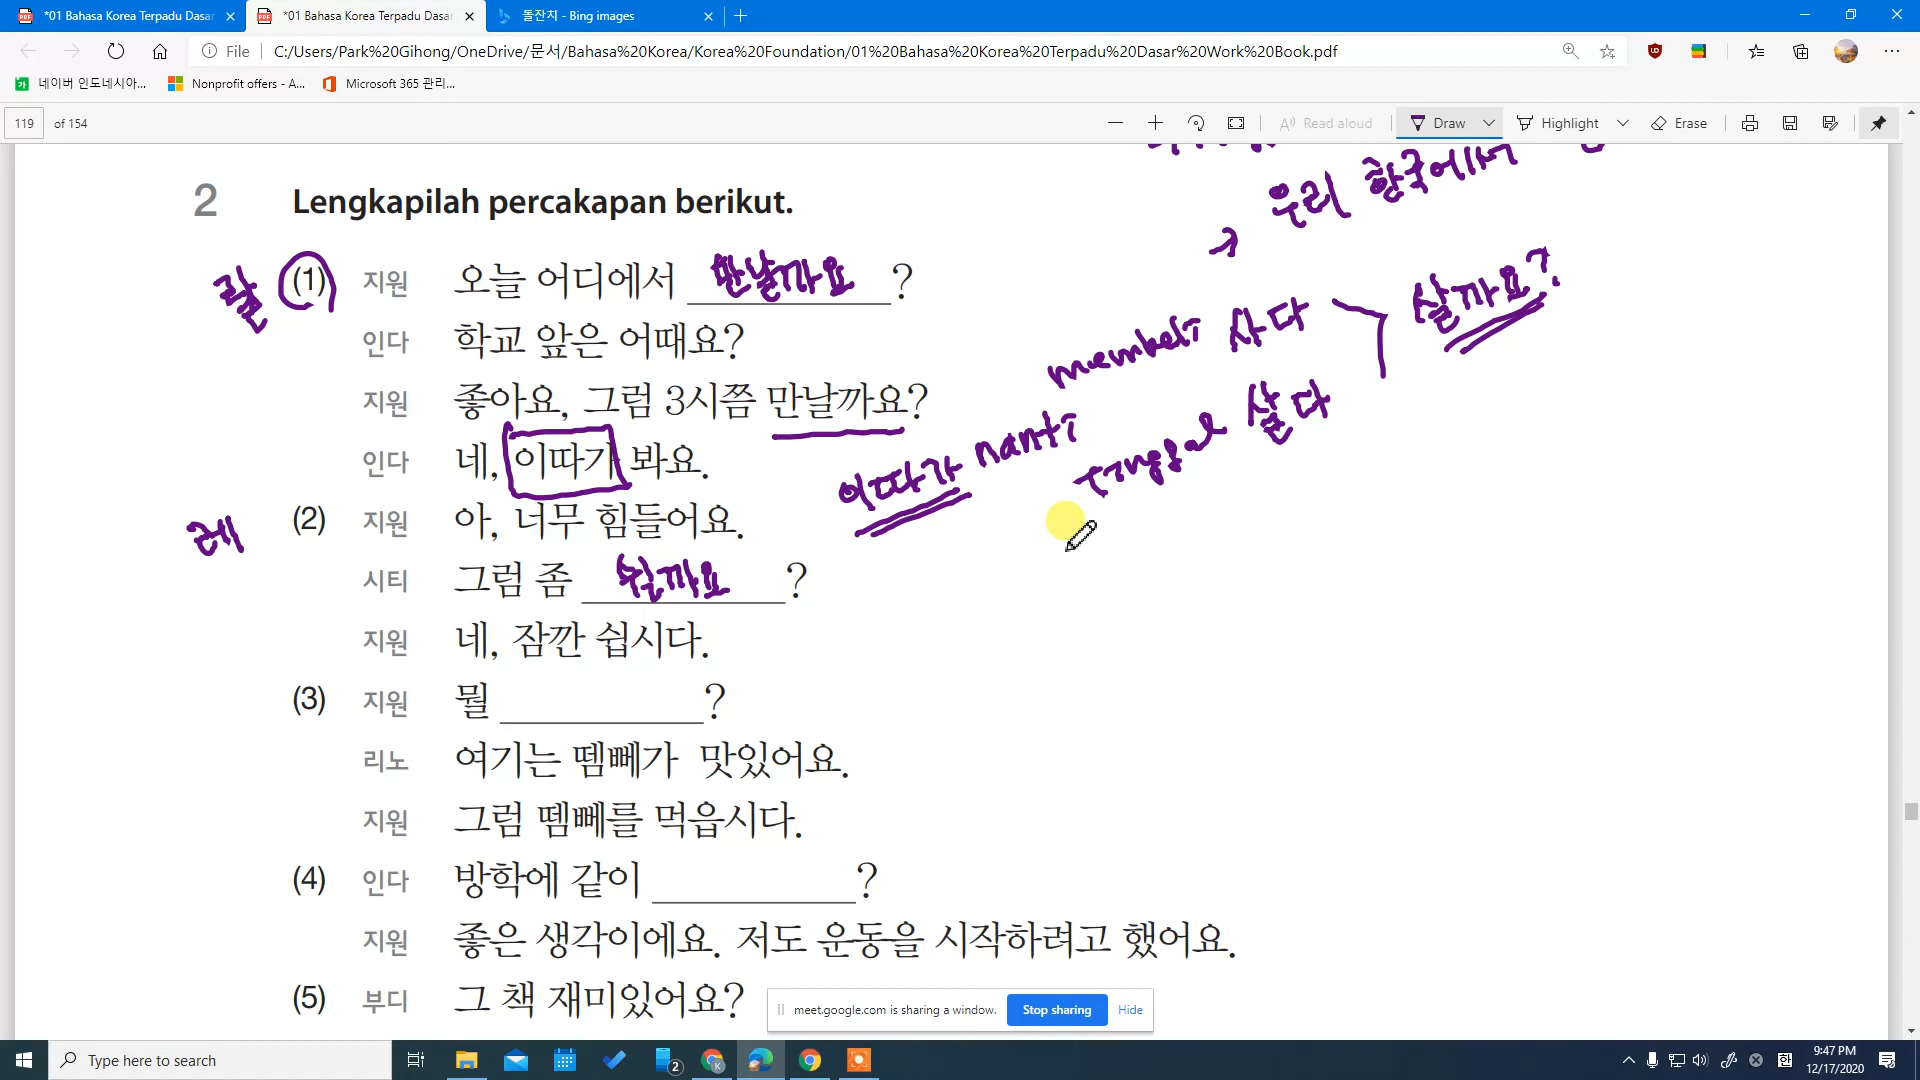 *01 Bahasa Korea Terpadu Dasar
*01 Bahasa Korea Terpadu Dasar
돌잔치 - Bing images
File
C:/Users/Park%20Gihong/OneDrive/문서/Bahasa%20Korea/Korea%20Foundation/01%20Bahasa%20Korea%20Terpadu%20Dasar%20Work%20Book.pdf
네이버 인도네시아...
Nonprofit offers - A...
Microsoft 365 관리...
119 of 154
Read aloud
Draw
Highlight
Erase
우리 한국에서
→
2 Lengkapilah percakapan berikut.
(1) 지원 오늘 어디에서 만날까요?
인다 학교 앞은 어때요?
지원 좋아요, 그럼 3시쯤 만날까요?
인다 네, 이따가 봐요.
membeli 사다
tinggal 살다
살까요?
이따가 nanti
(2) 지원 아, 너무 힘들어요.
시티 그럼 좀 쉴까요?
지원 네, 잠깐 쉽시다.
레
(3) 지원 뭘 ?
리노 여기는 뗌뻬가 맛있어요.
지원 그럼 뗌뻬를 먹읍시다.
(4) 인다 방학에 같이 ?
지원 좋은 생각이에요. 저도 운동을 시작하려고 했어요.
(5) 부디 그 책 재미있어요?
meet.google.com is sharing a window.
Stop sharing
Hide
Type here to search
2
한
9:47 PM
12/17/2020